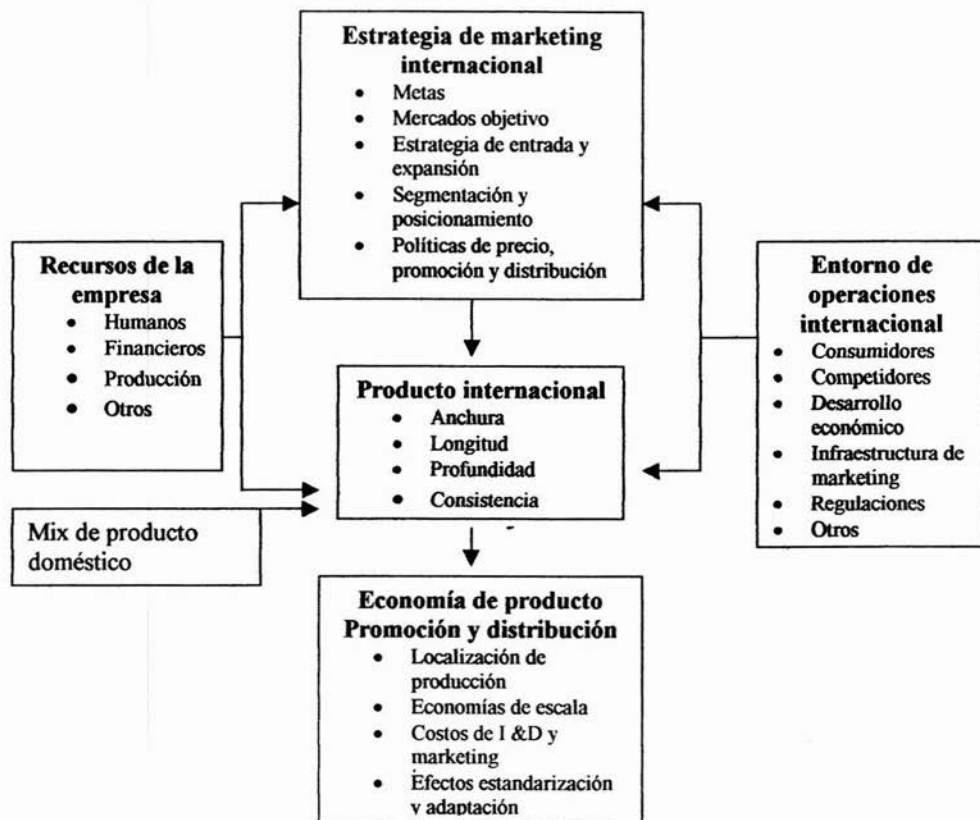 Estrategia de marketing
internacional
• Metas
• Mercados objetivo
• Estrategia de entrada y
expansión
• Segmentación y
posicionamiento
• Políticas de precio,
promoción y distribución
Recursos de la
empresa
• Humanos
• Financieros
• Producción
• Otros
Mix de producto
doméstico
Producto internacional
• Anchura
• Longitud
• Profundidad
• Consistencia
Entorno de
operaciones
internacional
• Consumidores
• Competidores
• Desarrollo
económico
• Infraestructura de
marketing
• Regulaciones
• Otros
Economía de producto
Promoción y distribución
• Localización de
producción
• Economías de escala
• Costos de I &D y
marketing
• Efectos estandarización
y adaptación